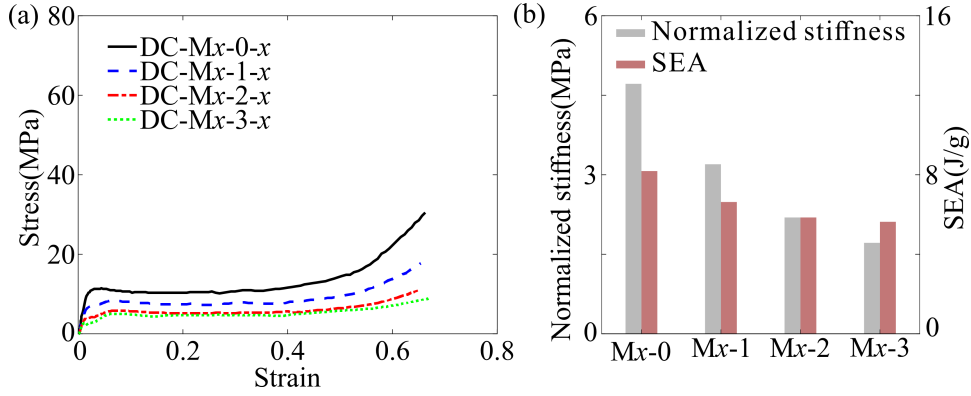 (a)
80
60
40
20
0
Stress(MPa)
DC-Mx-0-x
DC-Mx-1-x
DC-Mx-2-x
DC-Mx-3-x
0
0.2
0.4
0.6
0.8
Strain
(b)
6
3
0
Normalized stiffness(MPa)
Normalized stiffness
SEA
16
8
0
SEA(J/g)
Mx-0
Mx-1
Mx-2
Mx-3